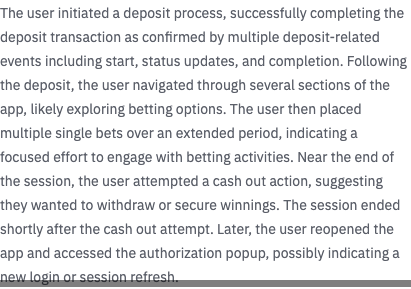 The user initiated a deposit process, successfully completing the
deposit transaction as confirmed by multiple deposit-related
events including start, status updates, and completion. Following
the deposit, the user navigated through several sections of the
app, likely exploring betting options. The user then placed
multiple single bets over an extended period, indicating a
focused effort to engage with betting activities. Near the end of
the session, the user attempted a cash out action, suggesting
they wanted to withdraw or secure winnings. The session ended
shortly after the cash out attempt. Later, the user reopened the
app and accessed the authorization popup, possibly indicating a
new login or session refresh.